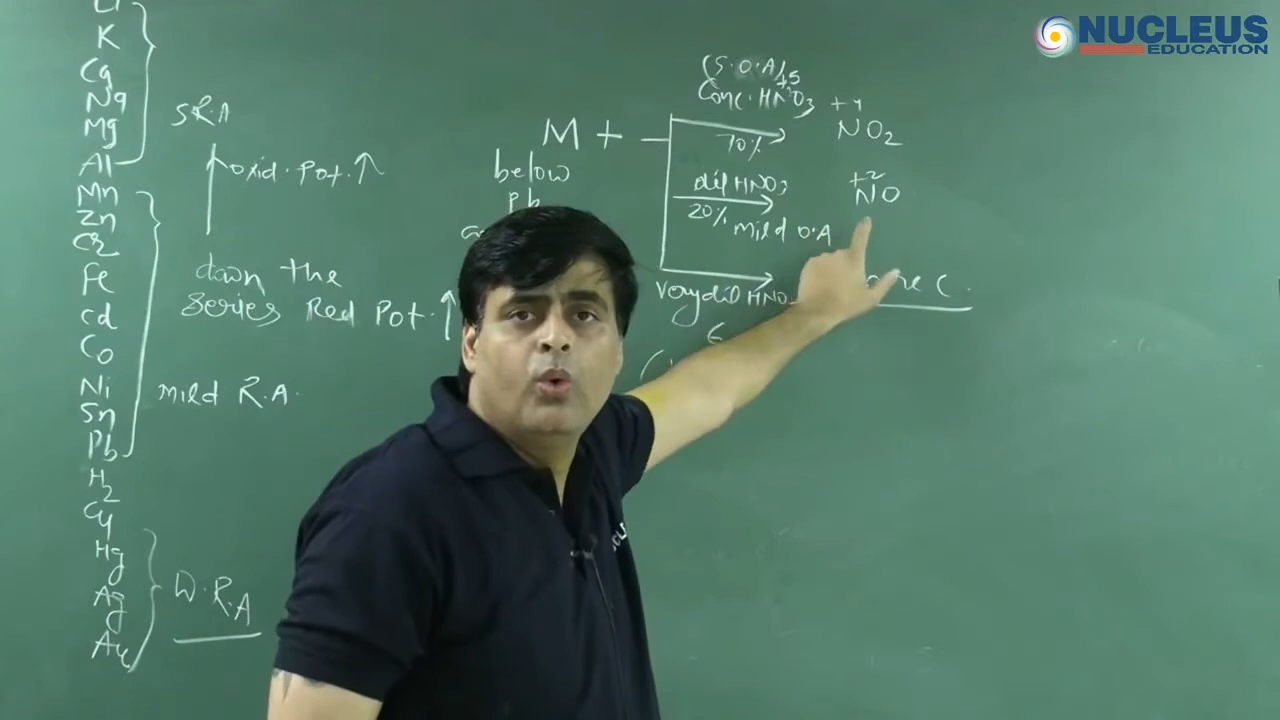 NUCLEUS
EDUCATION
K
Ca
Na
Mg
Al
Mn
Zn
Cr
Fe
Cd
Co
Ni
Sn
Pb
H2
Cu
Hg
Ag
Au
S.R.A
oxid. Pot. ↑
down the
series Red Pot. ↑
mild R.A.
W.R.A
M +
below
Pb
(S.O.A)
+5
Conc. HNO3
70%
+4
NO2
dil HNO3
20% mild O.A
+2
NO
very dil HNO
6